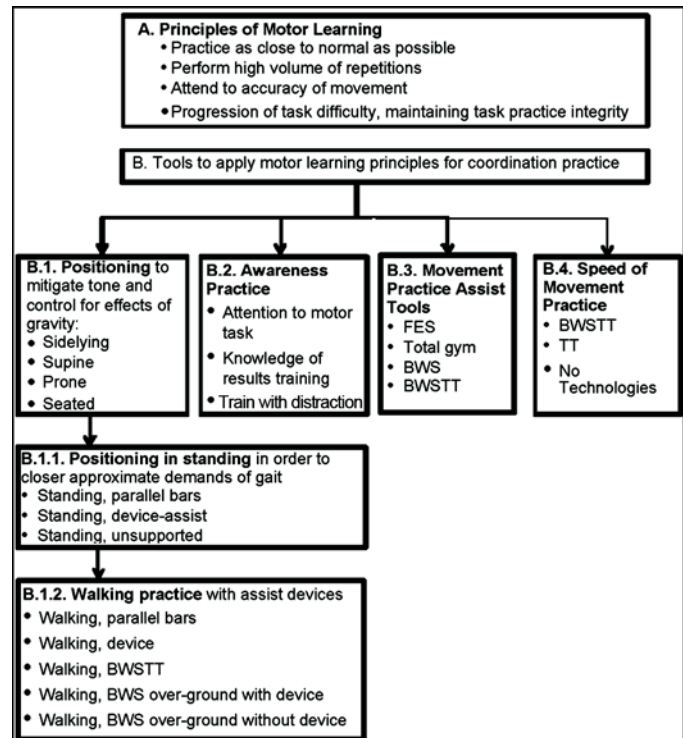 A. Principles of Motor Learning
• Practice as close to normal as possible
• Perform high volume of repetitions
• Attend to accuracy of movement
• Progression of task difficulty, maintaining task practice integrity
B. Tools to apply motor learning principles for coordination practice
B.1. Positioning to
mitigate tone and
control for effects of
gravity:
• Sidelying
• Supine
• Prone
• Seated
B.2. Awareness
Practice
• Attention to motor
task
• Knowledge of
results training
• Train with distraction
B.3. Movement
Practice Assist
Tools
• FES
• Total gym
• BWS
• BWSTT
B.4. Speed of
Movement
Practice
• BWSTT
• TT
• No
Technologies
B.1.1. Positioning in standing in order to
closer approximate demands of gait
• Standing, parallel bars
• Standing, device-assist
• Standing, unsupported
B.1.2. Walking practice with assist devices
• Walking, parallel bars
• Walking, device
• Walking, BWSTT
• Walking, BWS over-ground with device
• Walking, BWS over-ground without device